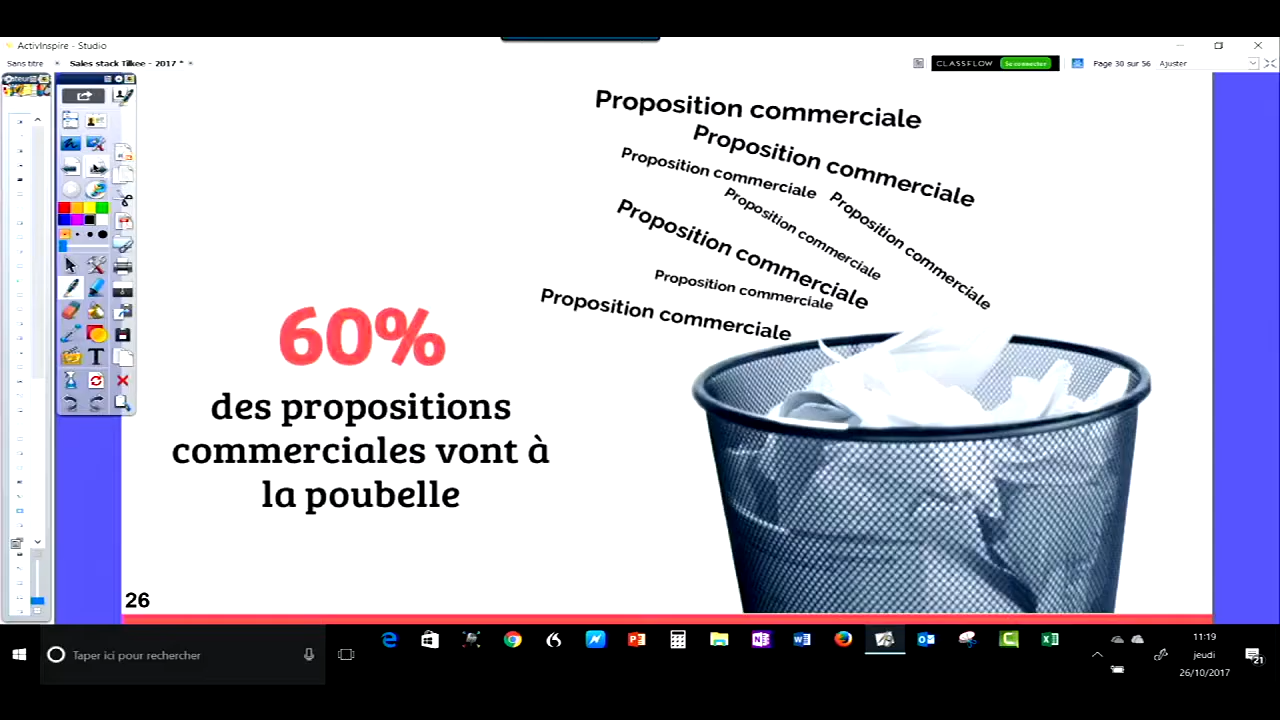 ActivInspire - Studio
Sans titre
Sales stack Tilkee - 2017 *
CLASSFLOW
Se connecter
Page 30 sur 56
Ajuster
Proposition commerciale
Proposition commerciale
Proposition commerciale
Proposition commerciale
Proposition commerciale
Proposition commerciale
Proposition commerciale
Proposition commerciale
60%
des propositions
commerciales vont à
la poubelle
26
Taper ici pour rechercher
11:19
jeudi
26/10/2017
21